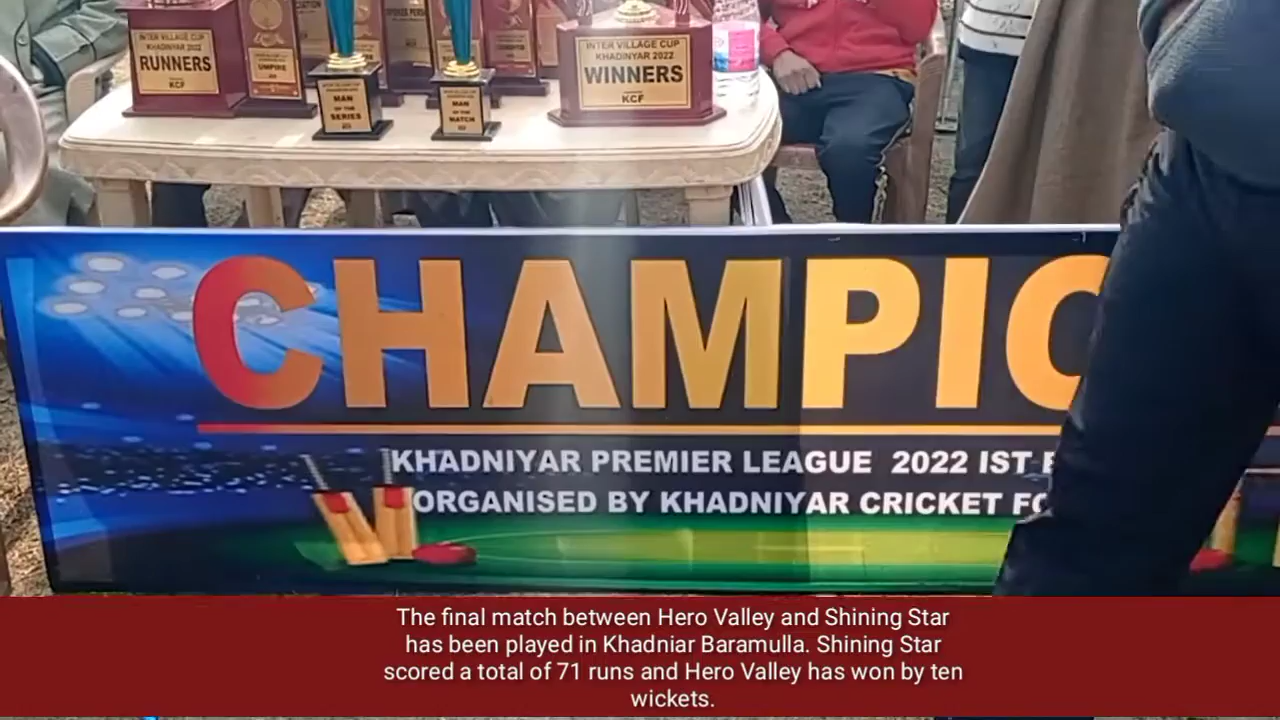 INTER VILLAGE CUP
KHADINYAR 2022
RUNNERS
KCF
UMPIRE
MAN
OF THE
SERIES
MAN
OF THE
MATCH
INTER VILLAGE CUP
KHADINYAR 2022
WINNERS
KCF
CHAMPIO
KHADNIYAR PREMIER LEAGUE 2022 IST
ORGANISED BY KHADNIYAR CRICKET FO
The final match between Hero Valley and Shining Star
has been played in Khadniar Baramulla. Shining Star
scored a total of 71 runs and Hero Valley has won by ten
wickets.